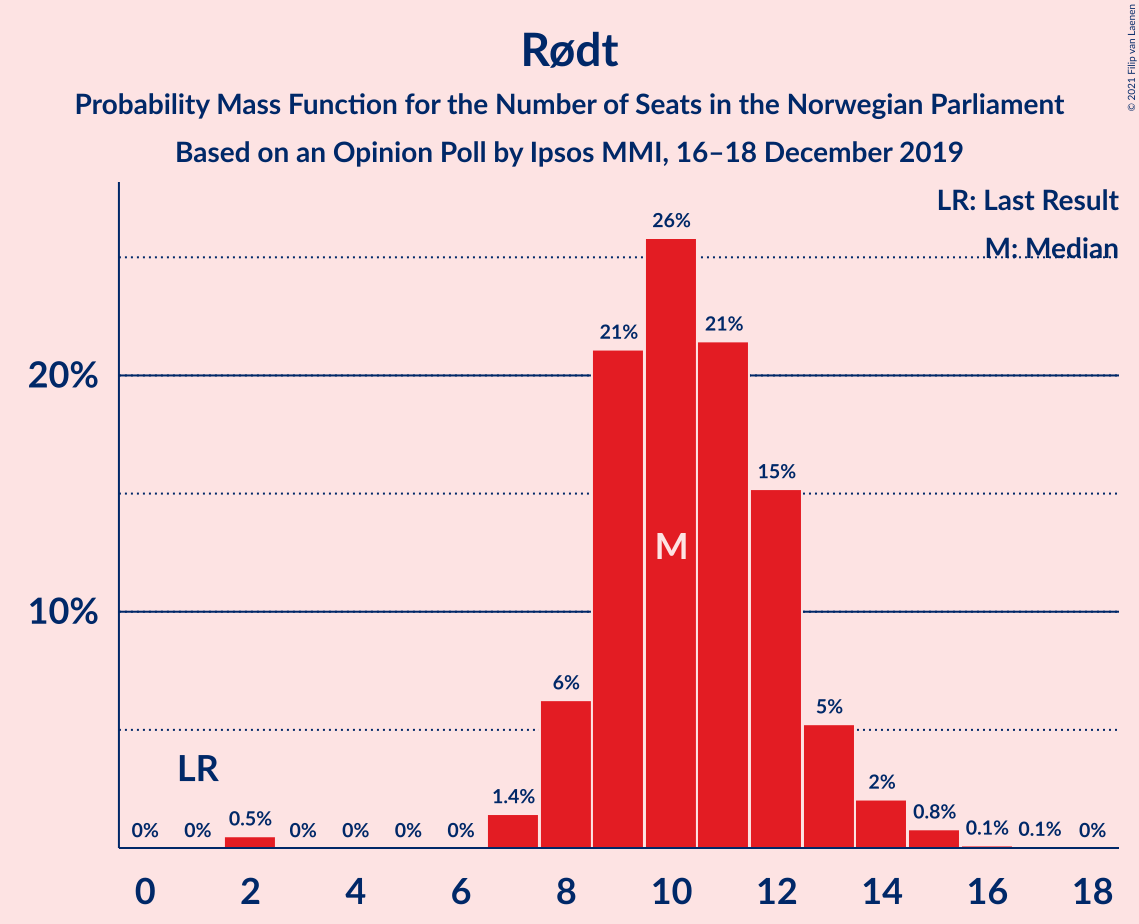 Rødt
Probability Mass Function for the Number of Seats in the Norwegian Parliament
Based on an Opinion Poll by Ipsos MMI, 16–18 December 2019
© 2021 Filip van Laenen
LR: Last Result
M: Median
20%
10%
0% 0% 0.5% 0% 0% 0% 0% 1.4% 6% 21% 26% 21% 15% 5% 2% 0.8% 0.1% 0.1% 0%
LR
M
0 2 4 6 8 10 12 14 16 18